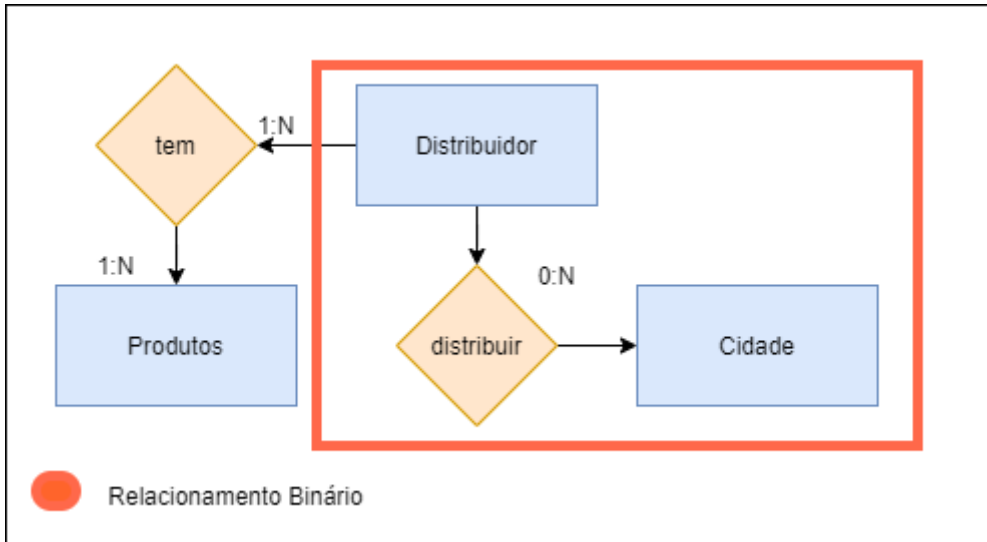 tem
1:N
Distribuidor
1:N
0:N
Produtos
distribuir
Cidade
Relacionamento Binário